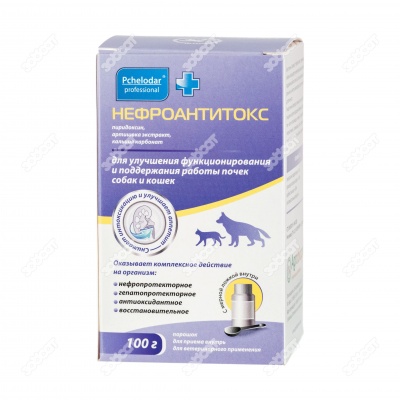 Pchelodar®
professional
НЕФРОАНТИТОКС
пиридоксин,
артишока экстракт,
кальция карбонат
для улучшения функционирования
и поддержания работы почек
собак и кошек
Снижает интоксикацию и улучшает аппетит
Оказывает комплексное действие
на организм:
• нефропротекторное
• гепатопротекторное
• антиоксидантное
• восстановительное
С мерной ложкой внутри
100 г
порошок
для приема внутрь
для ветеринарного применения